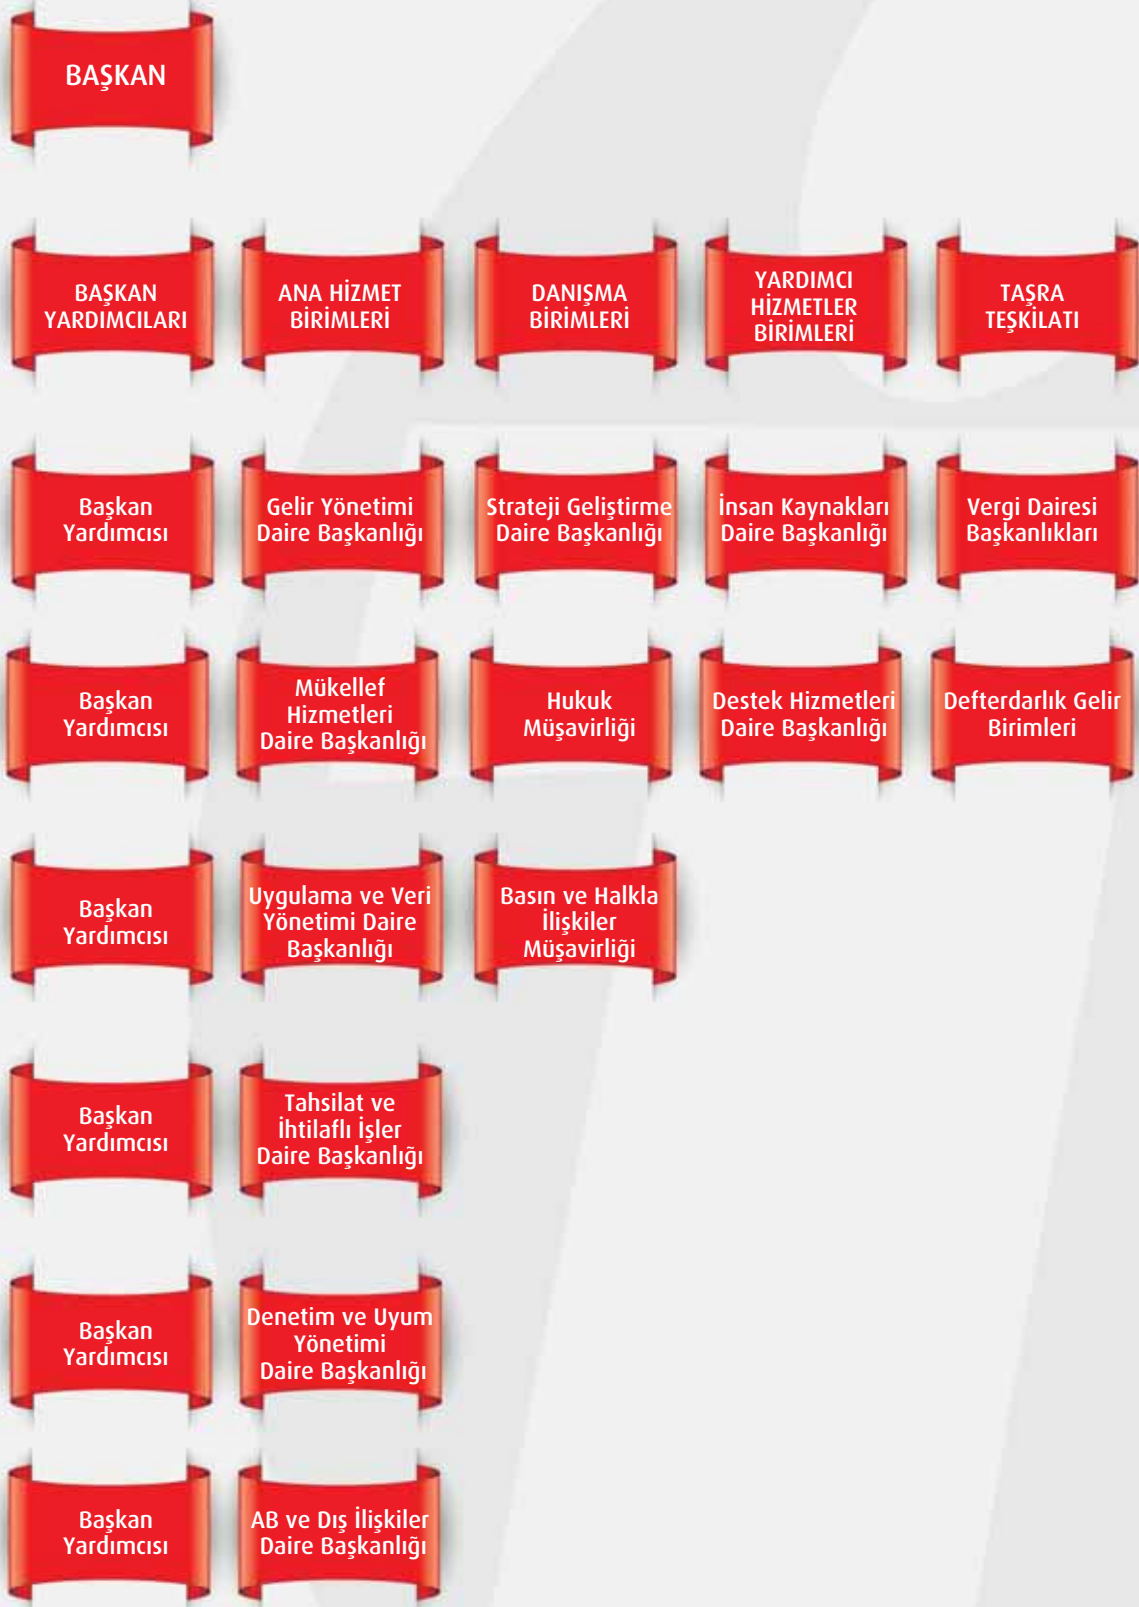 BAŞKAN
BAŞKAN
YARDIMCILARI
ANA HİZMET
BİRİMLERİ
DANIŞMA
BİRİMLERİ
YARDIMCI
HİZMETLER
BİRİMLERİ
TAŞRA
TEŞKİLATI
Başkan
Yardımcısı
Gelir Yönetimi
Daire Başkanlığı
Strateji Geliştirme
Daire Başkanlığı
İnsan Kaynakları
Daire Başkanlığı
Vergi Dairesi
Başkanlıkları
Başkan
Yardımcısı
Mükellef
Hizmetleri
Daire Başkanlığı
Hukuk
Müşavirliği
Destek Hizmetleri
Daire Başkanlığı
Defterdarlık Gelir
Birimleri
Başkan
Yardımcısı
Uygulama ve Veri
Yönetimi Daire
Başkanlığı
Basın ve Halkla
İlişkiler
Müşavirliği
Başkan
Yardımcısı
Tahsilat ve
İhtilaflı İşler
Daire Başkanlığı
Başkan
Yardımcısı
Denetim ve Uyum
Yönetimi
Daire Başkanlığı
Başkan
Yardımcısı
AB ve Dış İlişkiler
Daire Başkanlığı